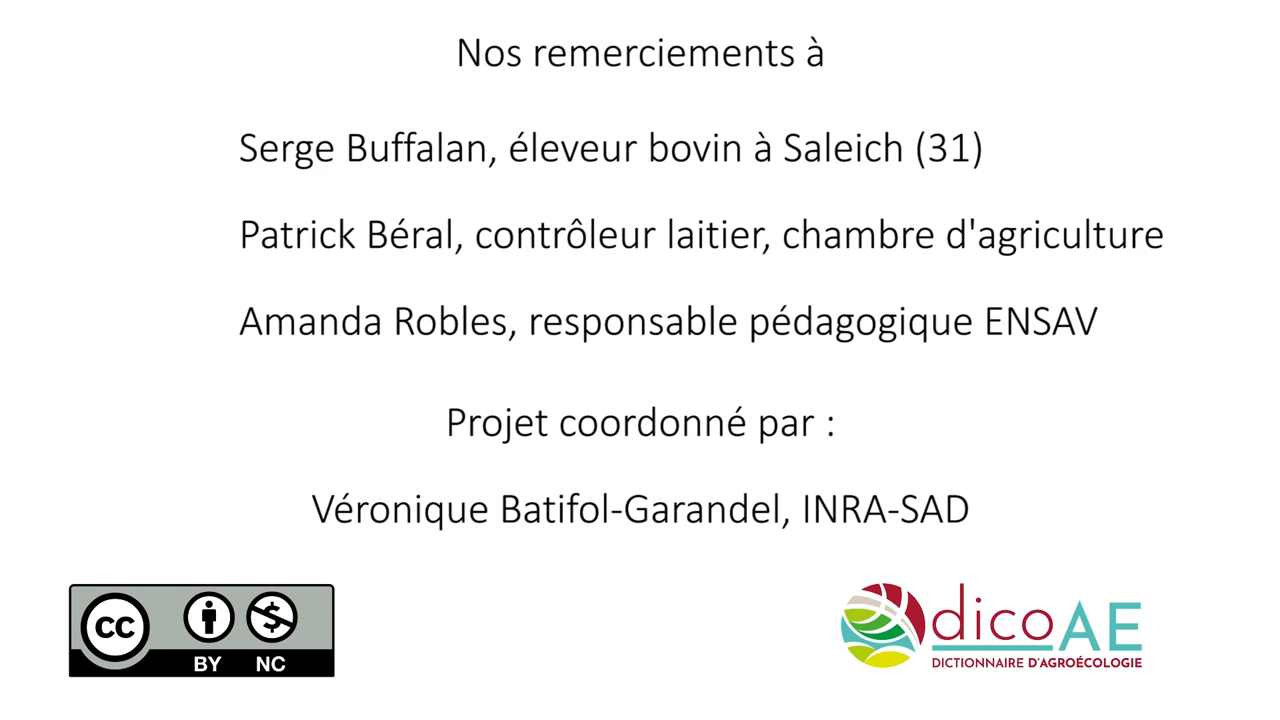 Nos remerciements à
Serge Buffalan, éleveur bovin à Saleich (31)
Patrick Béral, contrôleur laitier, chambre d'agriculture
Amanda Robles, responsable pédagogique ENSAV
Projet coordonné par :
Véronique Batifol-Garandel, INRA-SAD
cc
BY NC
dicoAE
DICTIONNAIRE D'AGROÉCOLOGIE